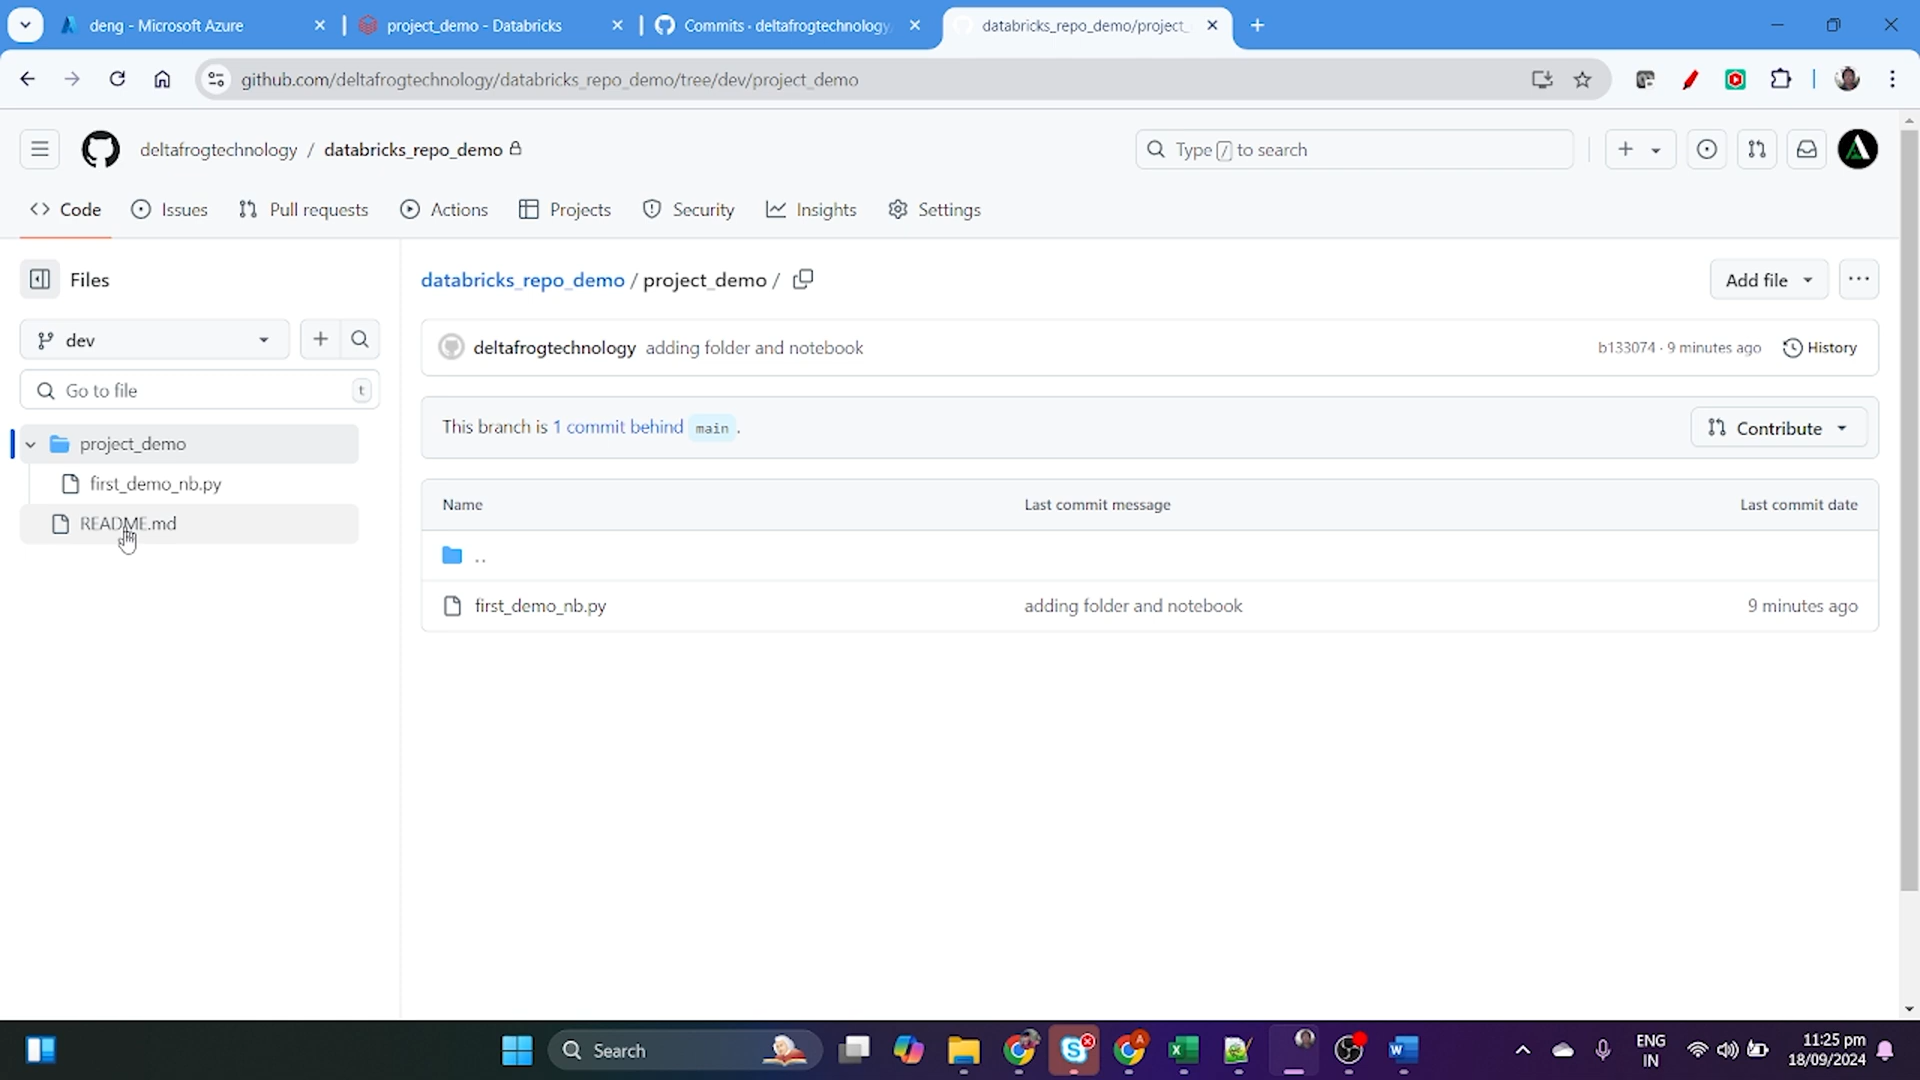 deng - Microsoft Azure
project_demo - Databricks
Commits · deltafrogtechnology
databricks_repo_demo/project_
github.com/deltafrogtechnology/databricks_repo_demo/tree/dev/project_demo
deltafrogtechnology / databricks_repo_demo
Type / to search
Code
Issues
Pull requests
Actions
Projects
Security
Insights
Settings
Files
databricks_repo_demo / project_demo /
Add file
dev
deltafrogtechnology adding folder and notebook
b133074 · 9 minutes ago
History
Go to file
t
This branch is 1 commit behind main .
Contribute
project_demo
first_demo_nb.py
README.md
Name
Last commit message
Last commit date
..
first_demo_nb.py
adding folder and notebook
9 minutes ago
Search
ENG
IN
11:25 pm
18/09/2024